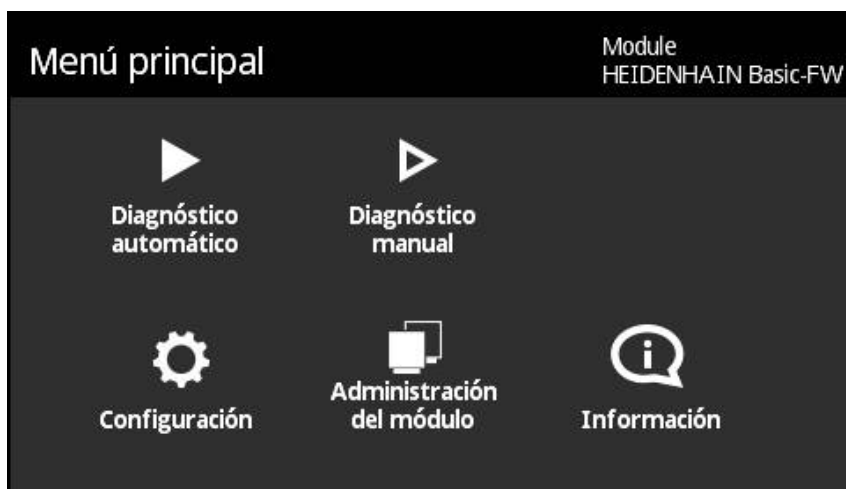 Menú principal
Module
HEIDENHAIN Basic-FW
Diagnóstico
automático
Diagnóstico
manual
Configuración
Administración
del módulo
Información